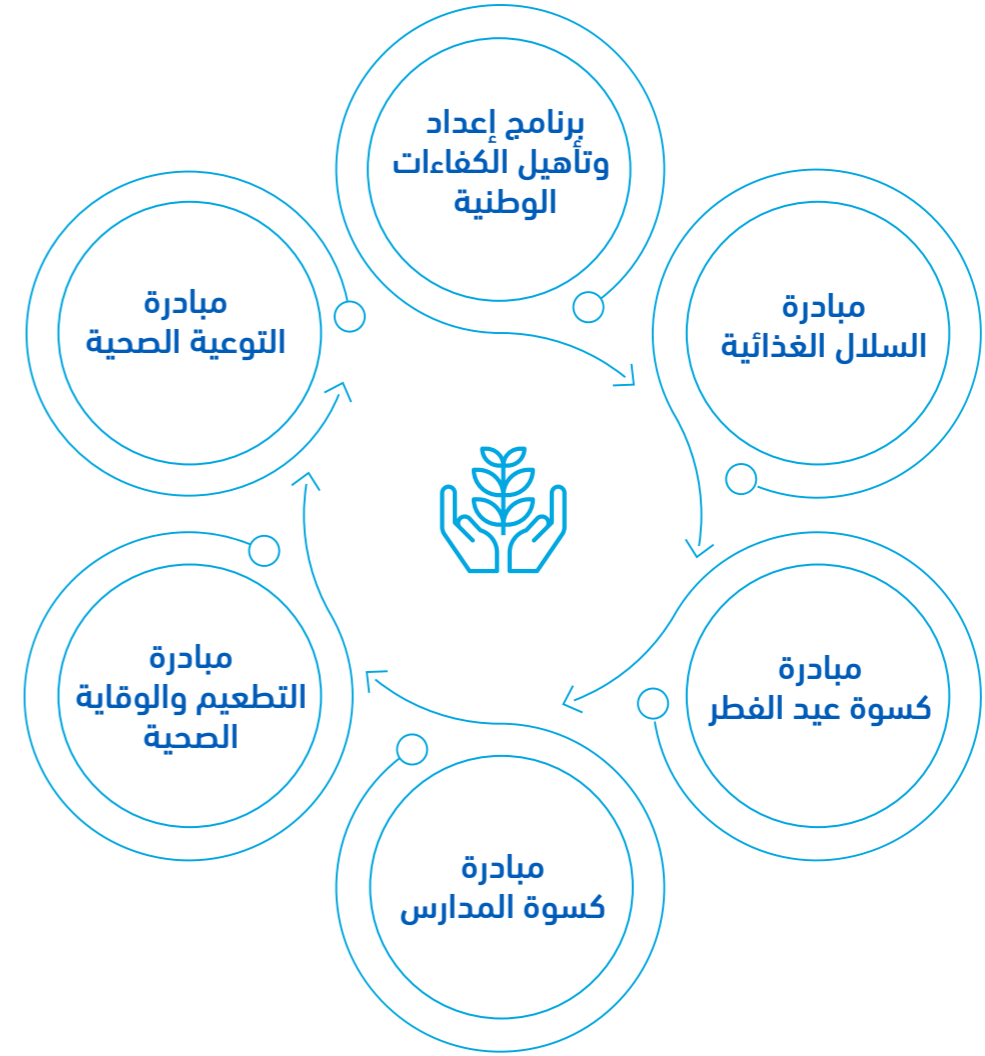 برنامج إعداد
وتأهيل الكفاءات
الوطنية
مبادرة
السلال الغذائية
مبادرة
كسوة عيد الفطر
مبادرة
كسوة المدارس
مبادرة
التطعيم والوقاية
الصحية
مبادرة
التوعية الصحية